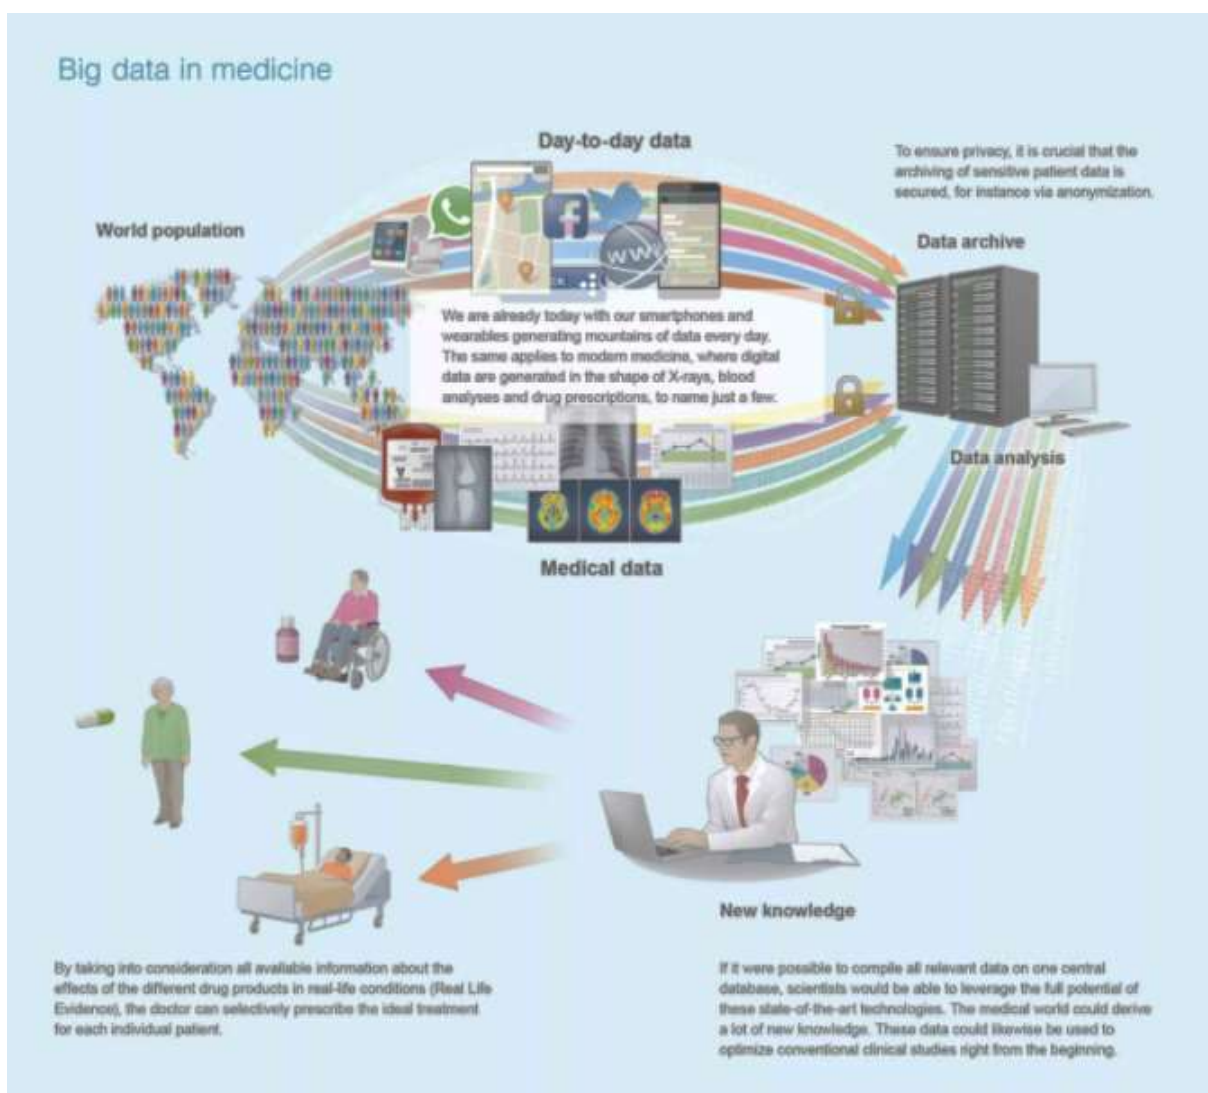 Big data in medicine
Day-to-day data
To ensure privacy, it is crucial that the
archiving of sensitive patient data is
secured, for instance via anonymization.
World population
Data archive
WWW
We are already today with our smartphones and
wearables generating mountains of data every day.
The same applies to modern medicine, where digital
data are generated in the shape of X-rays, blood
analyses and drug prescriptions, to name just a few.
Data analysis
Medical data
New knowledge
By taking into consideration all available information about the
effects of the different drug products in real-life conditions (Real Life
Evidence), the doctor can selectively prescribe the ideal treatment
for each individual patient.
If it were possible to compile all relevant data on one central
database, scientists would be able to leverage the full potential of
these state-of-the-art technologies. The medical world could derive
a lot of new knowledge. These data could likewise be used to
optimize conventional clinical studies right from the beginning.